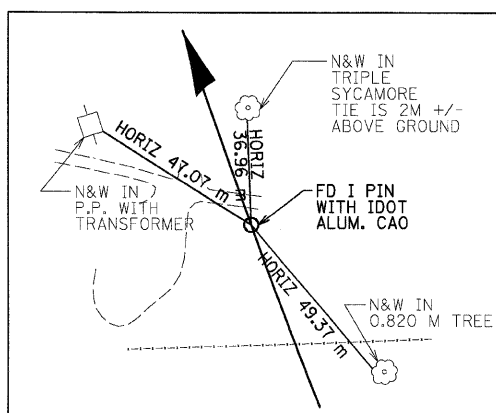 N&W IN
TRIPLE
SYCAMORE
TIE IS 2M +/-
ABOVE GROUND
HORIZ 47.07 m
HORIZ
36.96 m
N&W IN
P.P. WITH
TRANSFORMER
FD I PIN
WITH IDOT
ALUM. CAO
HORIZ 49.37 m
N&W IN
0.820 M TREE